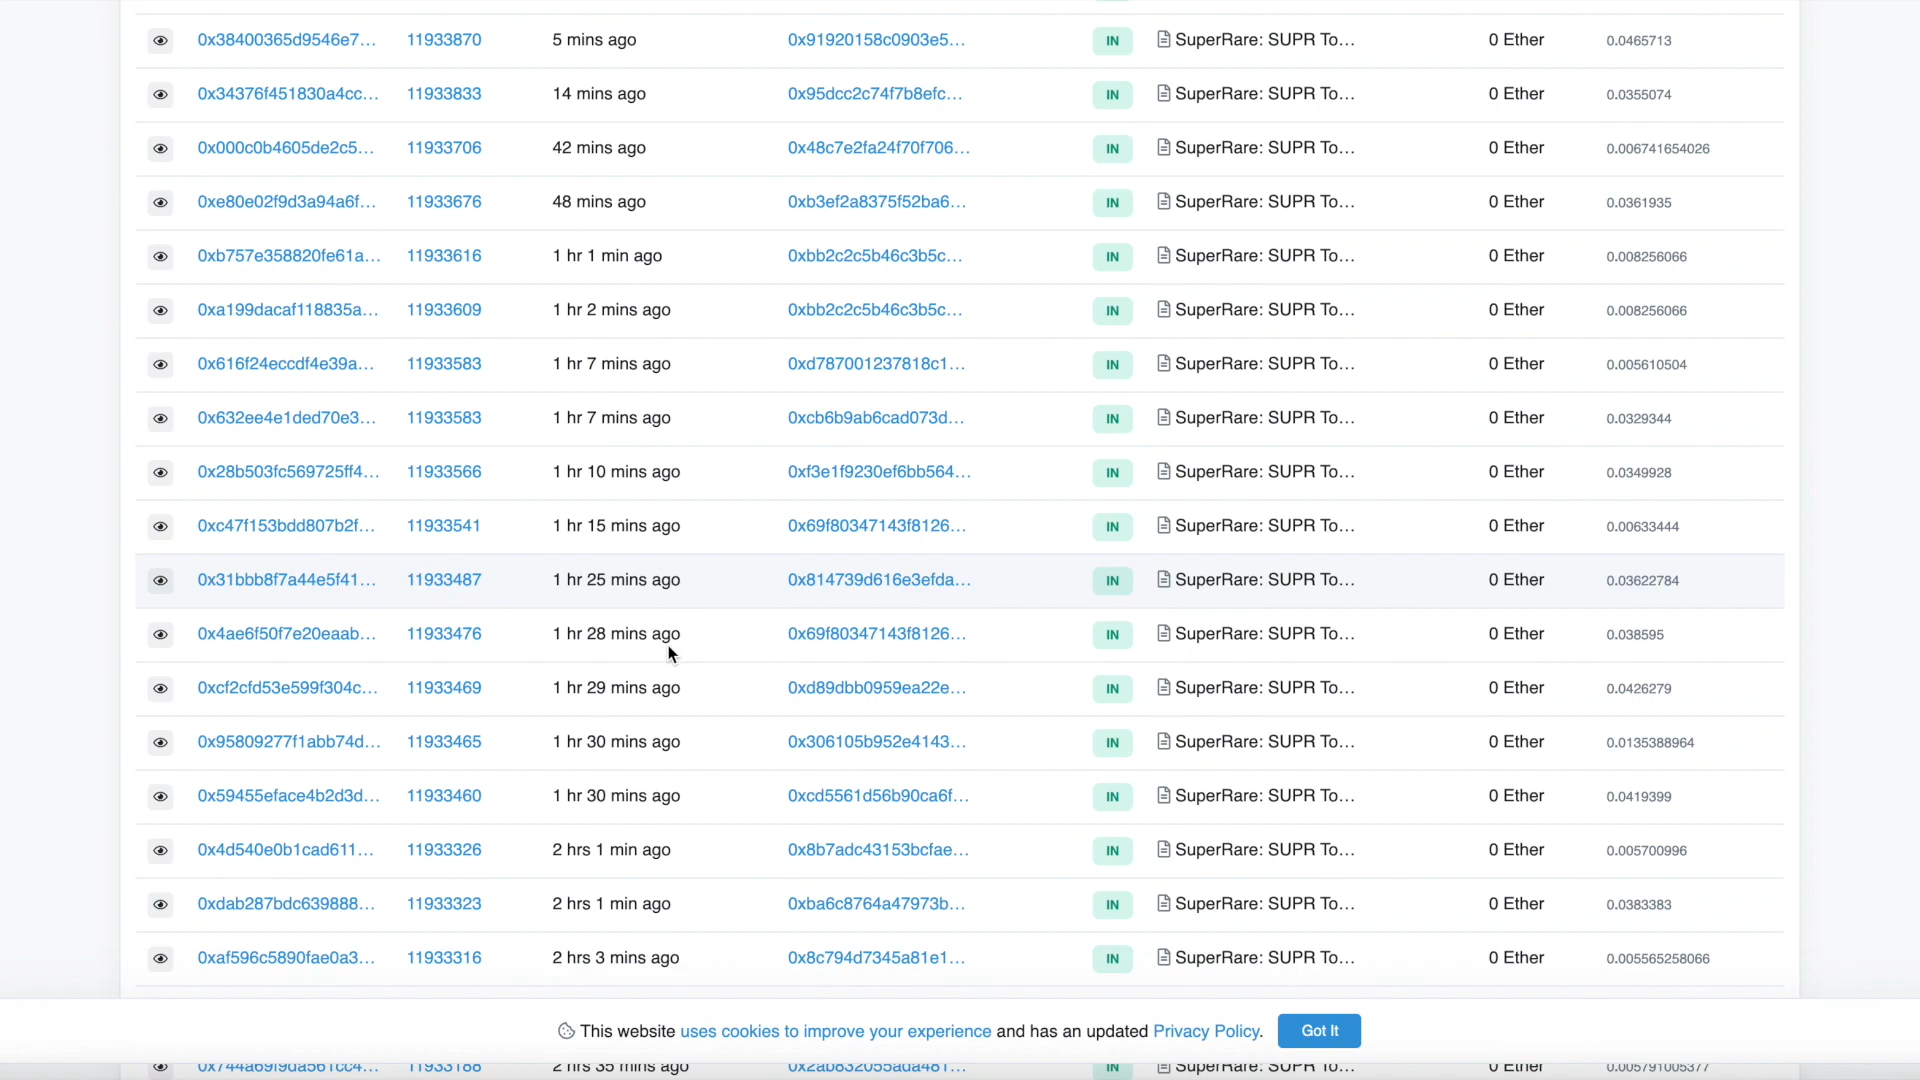 0x38400365d9546e7... 11933870 5 mins ago 0x91920158c0903e5... IN SuperRare: SUPR To... 0 Ether 0.0465713
0x34376f451830a4cc... 11933833 14 mins ago 0x95dcc2c74f7b8efc... IN SuperRare: SUPR To... 0 Ether 0.0355074
0x000c0b4605de2c5... 11933706 42 mins ago 0x48c7e2fa24f70f706... IN SuperRare: SUPR To... 0 Ether 0.006741654026
0xe80e02f9d3a94a6f... 11933676 48 mins ago 0xb3ef2a8375f52ba6... IN SuperRare: SUPR To... 0 Ether 0.0361935
0xb757e358820fe61a... 11933616 1 hr 1 min ago 0xbb2c2c5b46c3b5c... IN SuperRare: SUPR To... 0 Ether 0.008256066
0xa199dacaf118835a... 11933609 1 hr 2 mins ago 0xbb2c2c5b46c3b5c... IN SuperRare: SUPR To... 0 Ether 0.008256066
0x616f24eccdf4e39a... 11933583 1 hr 7 mins ago 0xd787001237818c1... IN SuperRare: SUPR To... 0 Ether 0.005610504
0x632ee4e1ded70e3... 11933583 1 hr 7 mins ago 0xcb6b9ab6cad073d... IN SuperRare: SUPR To... 0 Ether 0.0329344
0x28b503fc569725ff4... 11933566 1 hr 10 mins ago 0xf3e1f9230ef6bb564... IN SuperRare: SUPR To... 0 Ether 0.0349928
0xc47f153bdd807b2f... 11933541 1 hr 15 mins ago 0x69f80347143f8126... IN SuperRare: SUPR To... 0 Ether 0.00633444
0x31bbb8f7a44e5f41... 11933487 1 hr 25 mins ago 0x814739d616e3efda... IN SuperRare: SUPR To... 0 Ether 0.03622784
0x4ae6f50f7e20eaab... 11933476 1 hr 28 mins ago 0x69f80347143f8126... IN SuperRare: SUPR To... 0 Ether 0.038595
0xcf2cfd53e599f304c... 11933469 1 hr 29 mins ago 0xd89dbb0959ea22e... IN SuperRare: SUPR To... 0 Ether 0.0426279
0x95809277f1abb74d... 11933465 1 hr 30 mins ago 0x306105b952e4143... IN SuperRare: SUPR To... 0 Ether 0.0135388964
0x59455eface4b2d3d... 11933460 1 hr 30 mins ago 0xcd5561d56b90ca6f... IN SuperRare: SUPR To... 0 Ether 0.0419399
0x4d540e0b1cad611... 11933326 2 hrs 1 min ago 0x8b7adc43153bcfae... IN SuperRare: SUPR To... 0 Ether 0.005700996
0xdab287bdc639888... 11933323 2 hrs 1 min ago 0xba6c8764a47973b... IN SuperRare: SUPR To... 0 Ether 0.0383383
0xaf596c5890fae0a3... 11933316 2 hrs 3 mins ago 0x8c794d7345a81e1... IN SuperRare: SUPR To... 0 Ether 0.005565258066
This website uses cookies to improve your experience and has an updated Privacy Policy. Got It
11933188 2 hrs 35 mins ago IN SuperRare: SUPR To... 0 Ether 0.005791005377